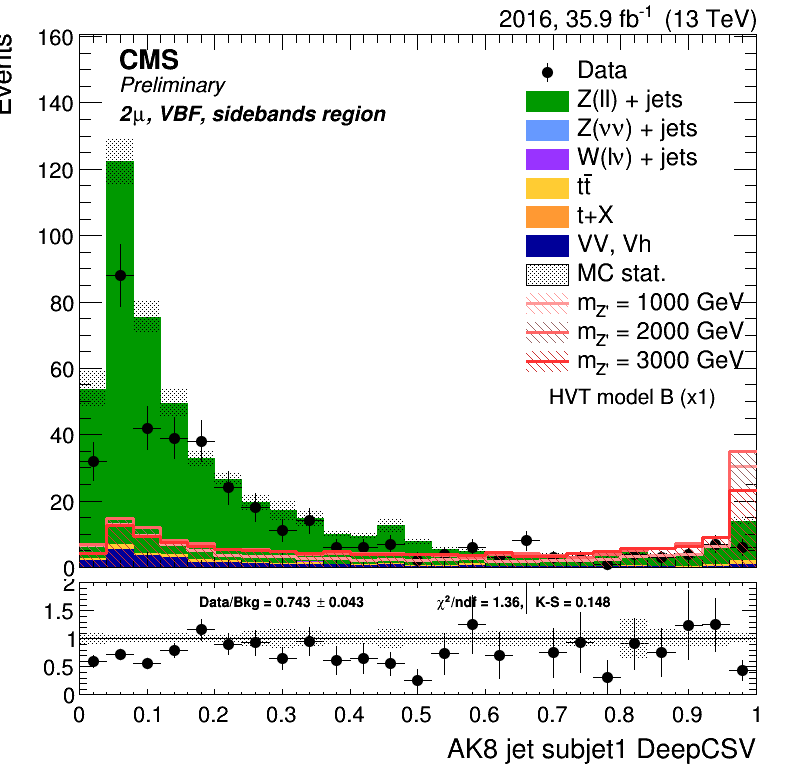 2016, 35.9 fb⁻¹ (13 TeV)
Events
CMS
Preliminary
2μ, VBF, sidebands region
Data
Z(ll) + jets
Z(νν) + jets
W(lν) + jets
tt̄
t+X
VV, Vh
MC stat.
m_Z' = 1000 GeV
m_Z' = 2000 GeV
m_Z' = 3000 GeV
HVT model B (x1)
160
140
120
100
80
60
40
20
0
Data/Bkg = 0.743 ± 0.043 χ²/ndf = 1.36, K-S = 0.148
2
1.5
1
0.5
0
0 0.1 0.2 0.3 0.4 0.5 0.6 0.7 0.8 0.9 1
AK8 jet subjet1 DeepCSV